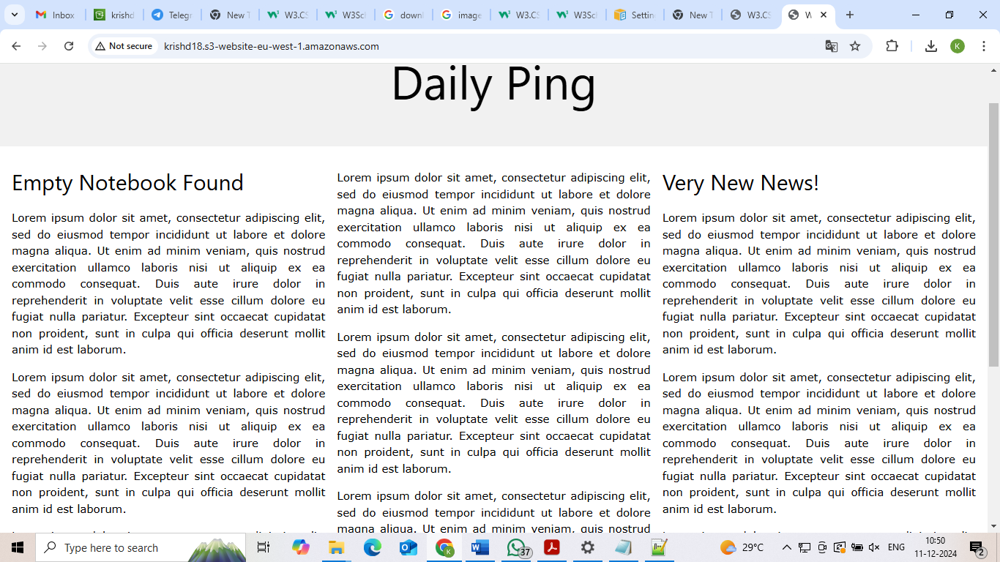 Inbox
krishd
Telegr
New T
W3.CS
W3Sch
downl
image
W3.CS
W3Sch
Settin
New T
W3.CS
W
Not secure
krishd18.s3-website-eu-west-1.amazonaws.com
K
Daily Ping
Empty Notebook Found
Lorem ipsum dolor sit amet, consectetur adipiscing elit,
sed do eiusmod tempor incididunt ut labore et dolore
magna aliqua. Ut enim ad minim veniam, quis nostrud
exercitation ullamco laboris nisi ut aliquip ex ea
commodo consequat. Duis aute irure dolor in
reprehenderit in voluptate velit esse cillum dolore eu
fugiat nulla pariatur. Excepteur sint occaecat cupidatat
non proident, sunt in culpa qui officia deserunt mollit
anim id est laborum.
Lorem ipsum dolor sit amet, consectetur adipiscing elit,
sed do eiusmod tempor incididunt ut labore et dolore
magna aliqua. Ut enim ad minim veniam, quis nostrud
exercitation ullamco laboris nisi ut aliquip ex ea
commodo consequat. Duis aute irure dolor in
reprehenderit in voluptate velit esse cillum dolore eu
fugiat nulla pariatur. Excepteur sint occaecat cupidatat
non proident, sunt in culpa qui officia deserunt mollit
anim id est laborum.
Lorem ipsum dolor sit amet, consectetur adipiscing elit,
sed do eiusmod tempor incididunt ut labore et dolore
magna aliqua. Ut enim ad minim veniam, quis nostrud
exercitation ullamco laboris nisi ut aliquip ex ea
commodo consequat. Duis aute irure dolor in
reprehenderit in voluptate velit esse cillum dolore eu
fugiat nulla pariatur. Excepteur sint occaecat cupidatat
non proident, sunt in culpa qui officia deserunt mollit
anim id est laborum.
Lorem ipsum dolor sit amet, consectetur adipiscing elit,
sed do eiusmod tempor incididunt ut labore et dolore
magna aliqua. Ut enim ad minim veniam, quis nostrud
exercitation ullamco laboris nisi ut aliquip ex ea
commodo consequat. Duis aute irure dolor in
reprehenderit in voluptate velit esse cillum dolore eu
fugiat nulla pariatur. Excepteur sint occaecat cupidatat
non proident, sunt in culpa qui officia deserunt mollit
anim id est laborum.
Lorem ipsum dolor sit amet, consectetur adipiscing elit,
sed do eiusmod tempor incididunt ut labore et dolore
magna aliqua. Ut enim ad minim veniam, quis nostrud
Very New News!
Lorem ipsum dolor sit amet, consectetur adipiscing elit,
sed do eiusmod tempor incididunt ut labore et dolore
magna aliqua. Ut enim ad minim veniam, quis nostrud
exercitation ullamco laboris nisi ut aliquip ex ea
commodo consequat. Duis aute irure dolor in
reprehenderit in voluptate velit esse cillum dolore eu
fugiat nulla pariatur. Excepteur sint occaecat cupidatat
non proident, sunt in culpa qui officia deserunt mollit
anim id est laborum.
Lorem ipsum dolor sit amet, consectetur adipiscing elit,
sed do eiusmod tempor incididunt ut labore et dolore
magna aliqua. Ut enim ad minim veniam, quis nostrud
exercitation ullamco laboris nisi ut aliquip ex ea
commodo consequat. Duis aute irure dolor in
reprehenderit in voluptate velit esse cillum dolore eu
fugiat nulla pariatur. Excepteur sint occaecat cupidatat
non proident, sunt in culpa qui officia deserunt mollit
anim id est laborum.
Type here to search
37
29°C
ENG
10:50
11-12-2024
2